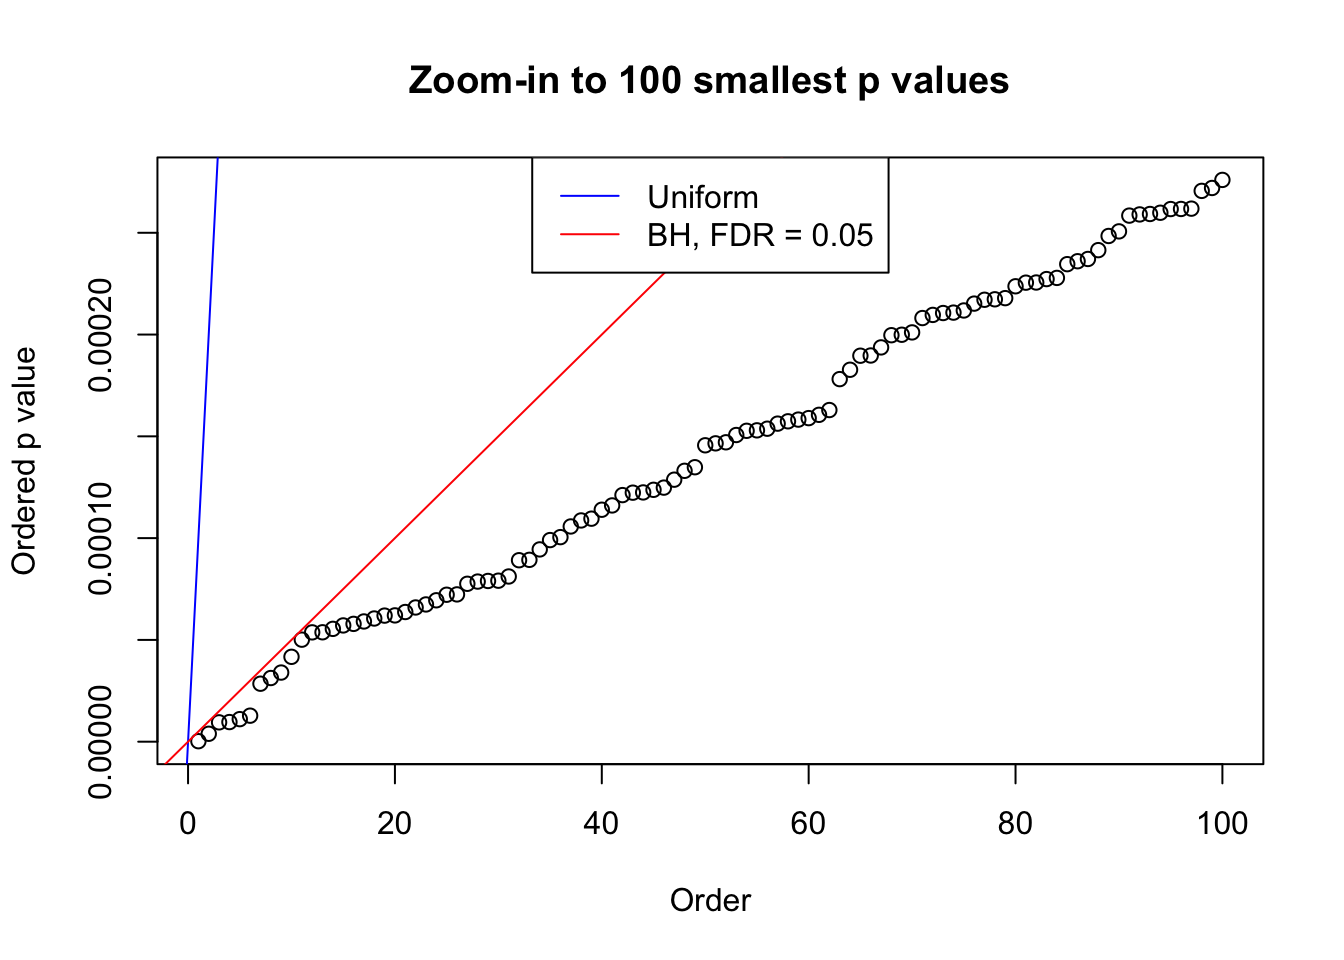 Zoom-in to 100 smallest p values
Uniform
BH, FDR = 0.05
Ordered p value
0.00020
0.00010
0.00000
0 20 40 60 80 100
Order